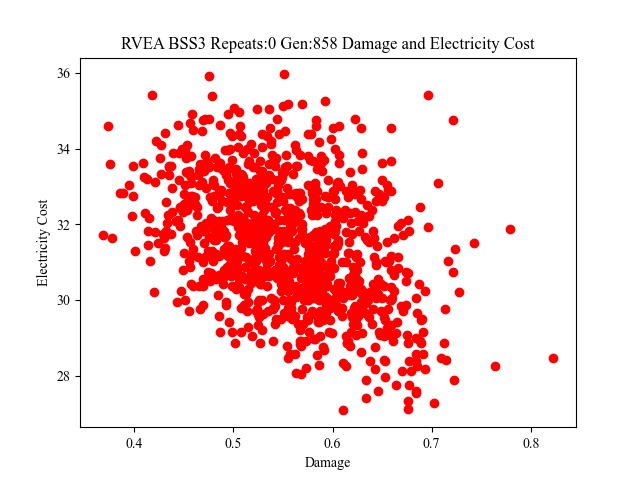 RVEA BSS3 Repeats:0 Gen:858 Damage and Electricity Cost
36
34
32
30
28
Electricity Cost
0.4 0.5 0.6 0.7 0.8
Damage